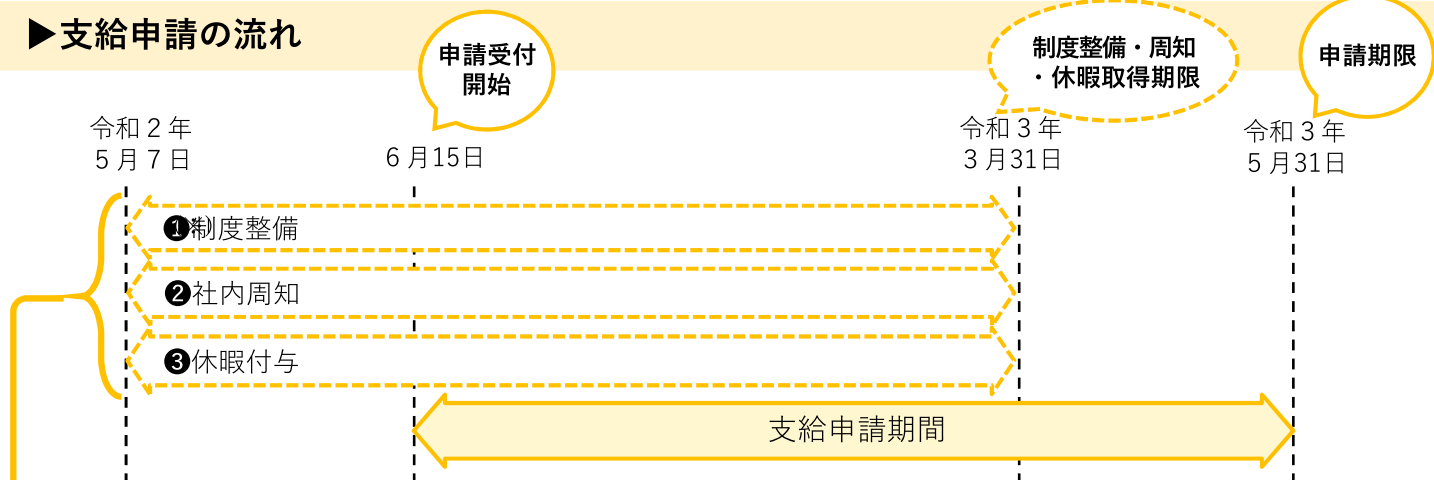 ▶支給申請の流れ
申請受付
開始
制度整備・周知
・休暇取得期限
申請期限
令和２年
５月７日
６月15日
令和３年
３月31日
令和３年
５月31日
❶制度整備
❷社内周知
❸休暇付与
支給申請期間